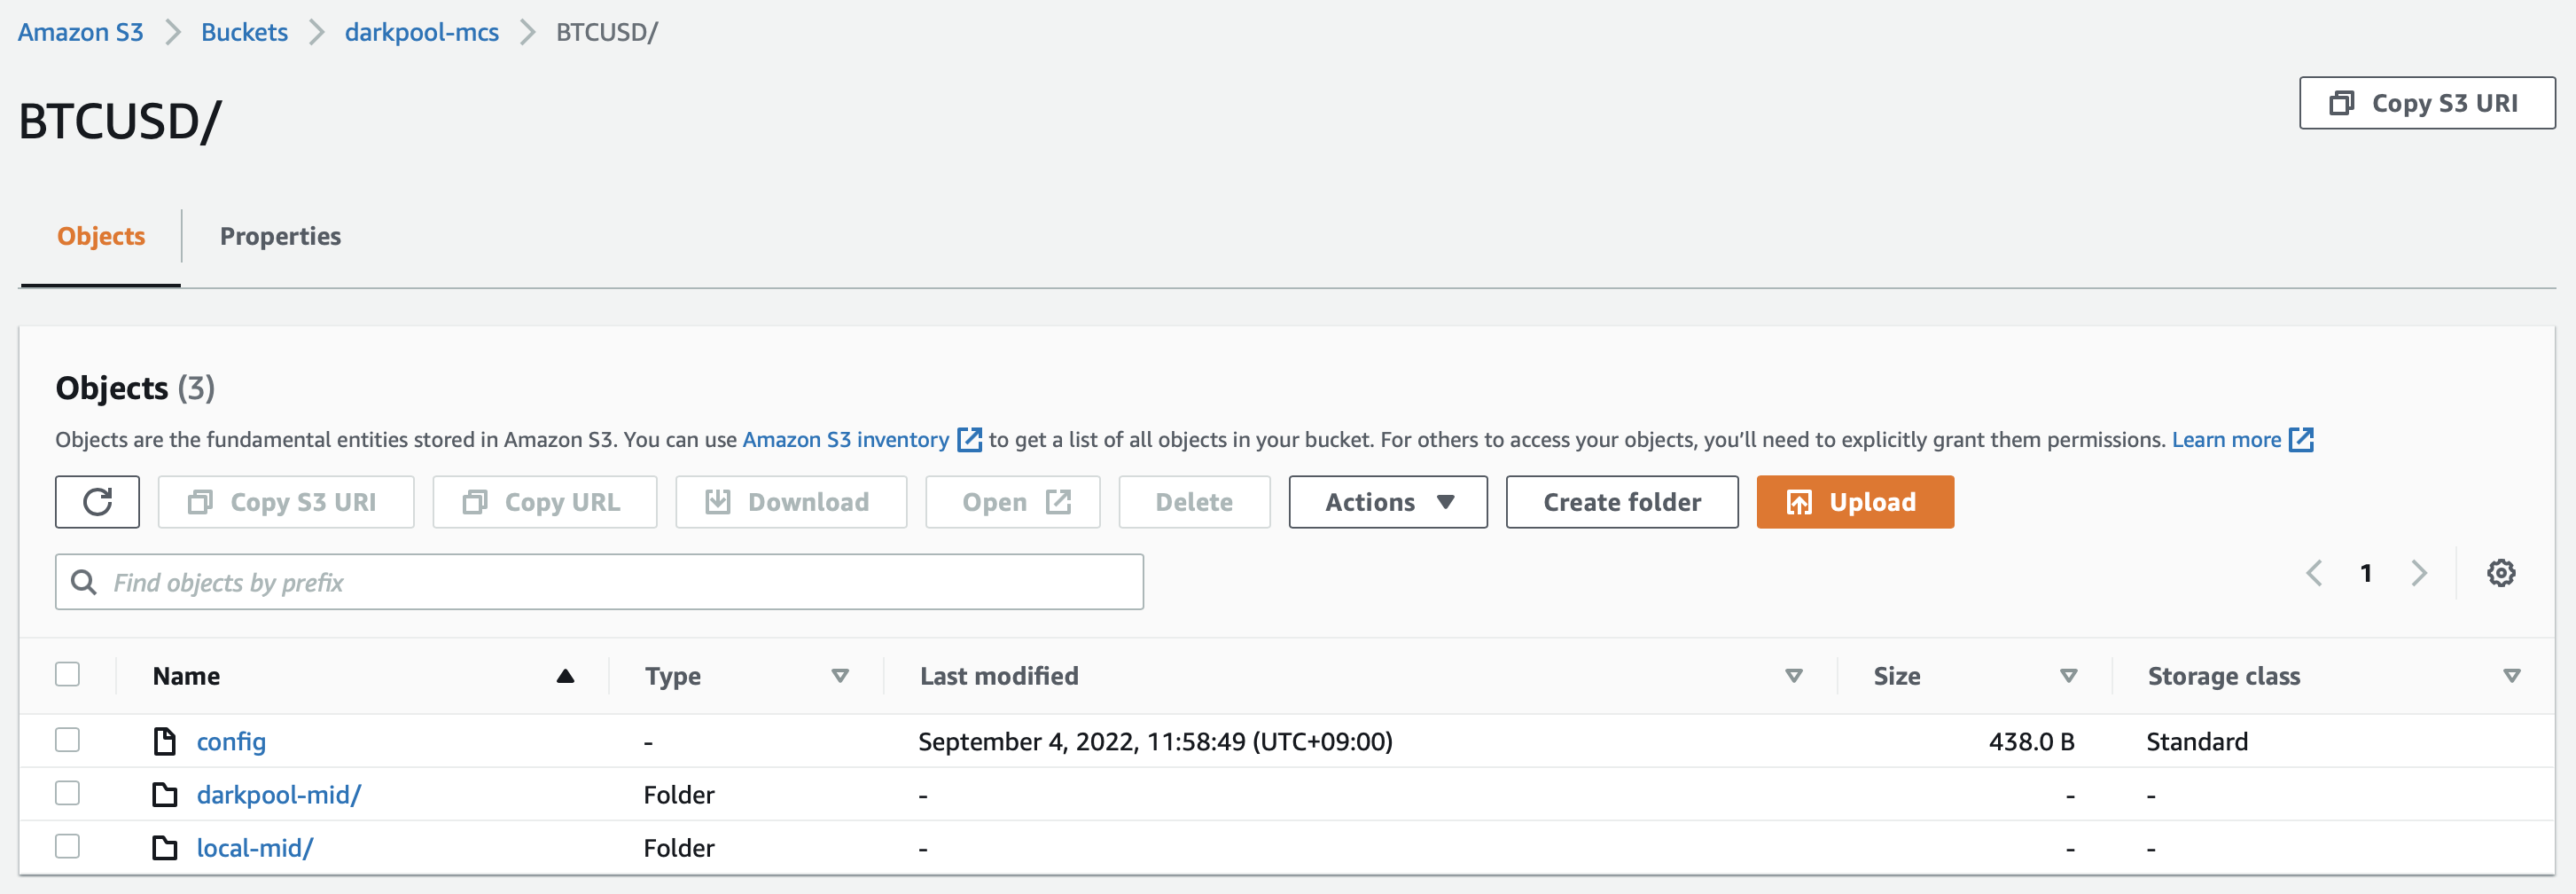 Amazon S3 > Buckets > darkpool-mcs > BTCUSD/
BTCUSD/
Copy S3 URI
Objects Properties
Objects (3)
Objects are the fundamental entities stored in Amazon S3. You can use Amazon S3 inventory to get a list of all objects in your bucket. For others to access your objects, you’ll need to explicitly grant them permissions. Learn more
Copy S3 URI Copy URL Download Open Delete Actions Create folder Upload
Find objects by prefix
1
Name Type Last modified Size Storage class
config - September 4, 2022, 11:58:49 (UTC+09:00) 438.0 B Standard
darkpool-mid/ Folder - - -
local-mid/ Folder - - -